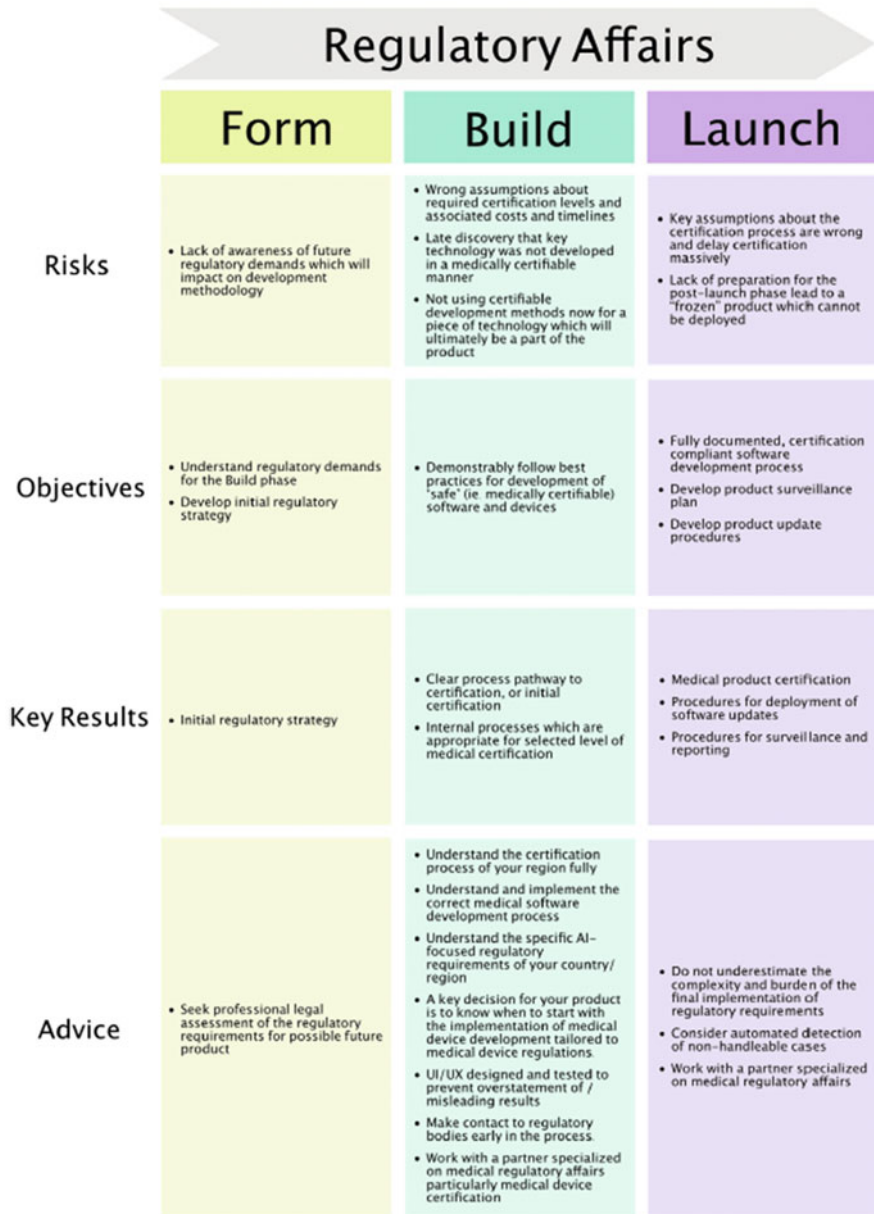 Regulatory Affairs
Form
Build
Launch
Risks
• Lack of awareness of future
regulatory demands which will
impact on development
methodology
• Wrong assumptions about
required certification levels and
associated costs and timelines
• Late discovery that key
technology was not developed
in a medically certifiable
manner
• Not using certifiable
development methods now for a
piece of technology which will
ultimately be a part of the
product
• Key assumptions about the
certification process are wrong
and delay certification
massively
• Lack of preparation for the
post-launch phase lead to a
"frozen" product which cannot
be deployed
Objectives
• Understand regulatory demands
for the Build phase
• Develop initial regulatory
strategy
• Demonstrably follow best
practices for development of
"safe" (ie. medically certifiable)
software and devices
• Fully documented, certification
compliant software
development process
• Develop product surveillance
plan
• Develop product update
procedures
Key Results
• Initial regulatory strategy
• Clear process pathway to
certification, or initial
certification
• Internal processes which are
appropriate for selected level of
medical certification
• Medical product certification
• Procedures for deployment of
software updates
• Procedures for surveillance and
reporting
Advice
• Seek professional legal
assessment of the regulatory
requirements for possible future
product
• Understand the certification
process of your region fully
• Understand and implement the
correct medical software
development process
• Understand the specific AI-
focused regulatory
requirements of your country/
region
• A key decision for your product
is to know when to start with
the implementation of medical
device development tailored to
medical device regulations.
• UI/UX designed and tested to
prevent overstatement of /
misleading results
• Make contact to regulatory
bodies early in the process.
• Work with a partner specialized
on medical regulatory affairs
particularly medical device
certification
• Do not underestimate the
complexity and burden of the
final implementation of
regulatory requirements
• Consider automated detection
of non-handleable cases
• Work with a partner specialized
on medical regulatory affairs